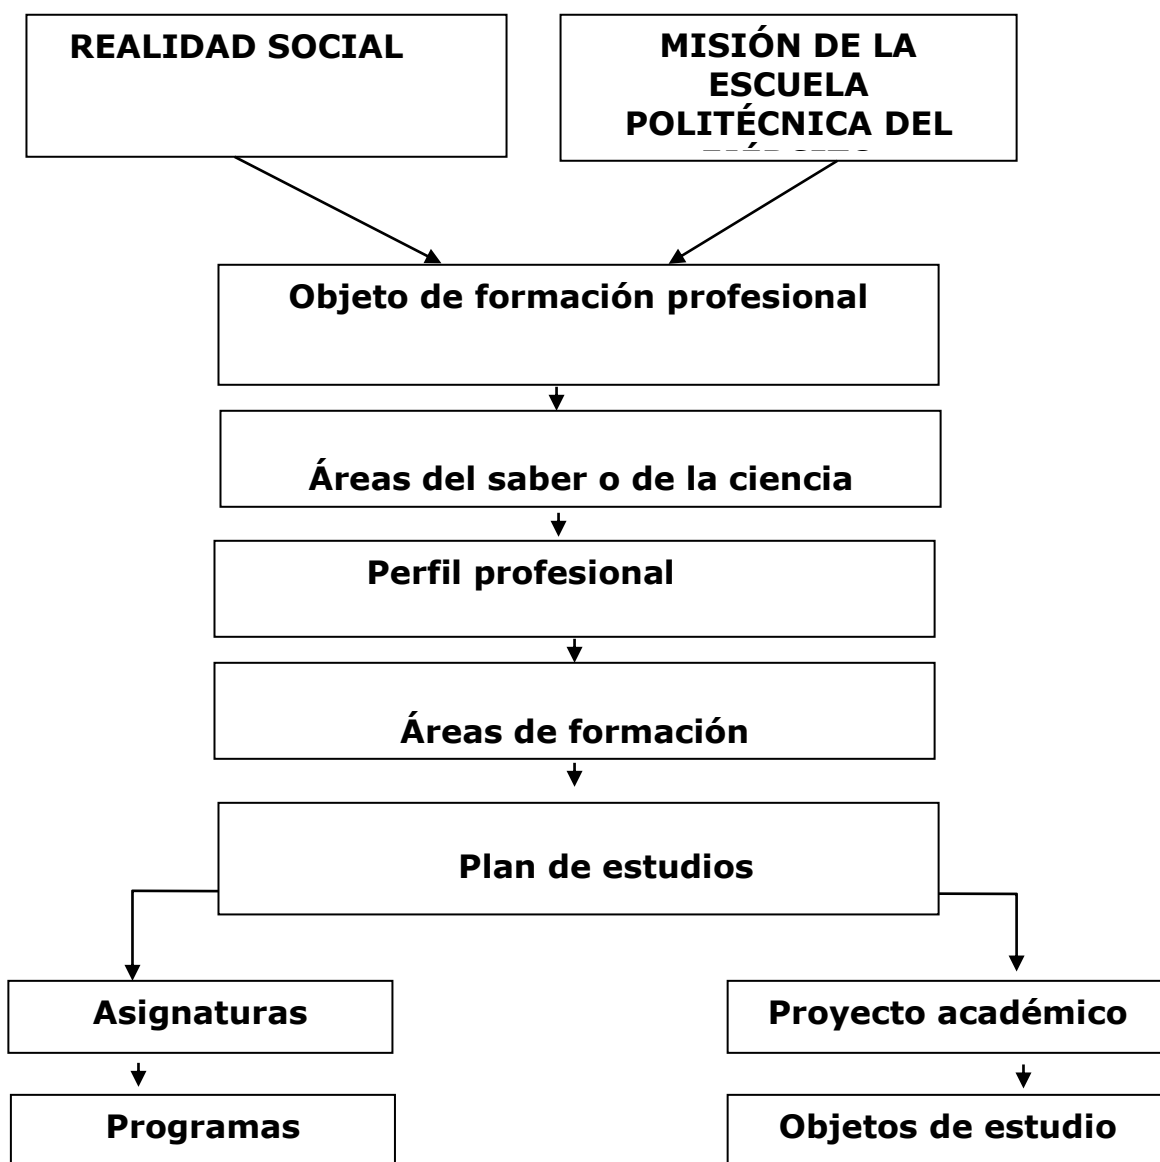 REALIDAD SOCIAL
MISIÓN DE LA
ESCUELA
POLITÉCNICA DEL
Objeto de formación profesional
Áreas del saber o de la ciencia
Perfil profesional
Áreas de formación
Plan de estudios
Asignaturas
Proyecto académico
Programas
Objetos de estudio